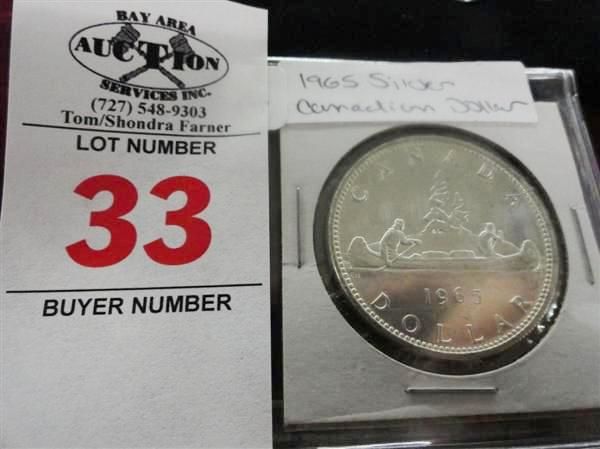 BAY AREA
AUCTION
SERVICES INC.
(727) 548-9303
Tom/Shondra Farner
LOT NUMBER
33
BUYER NUMBER
1965 Silver
Canadian Dollar
CANADA
1965
DOLLAR